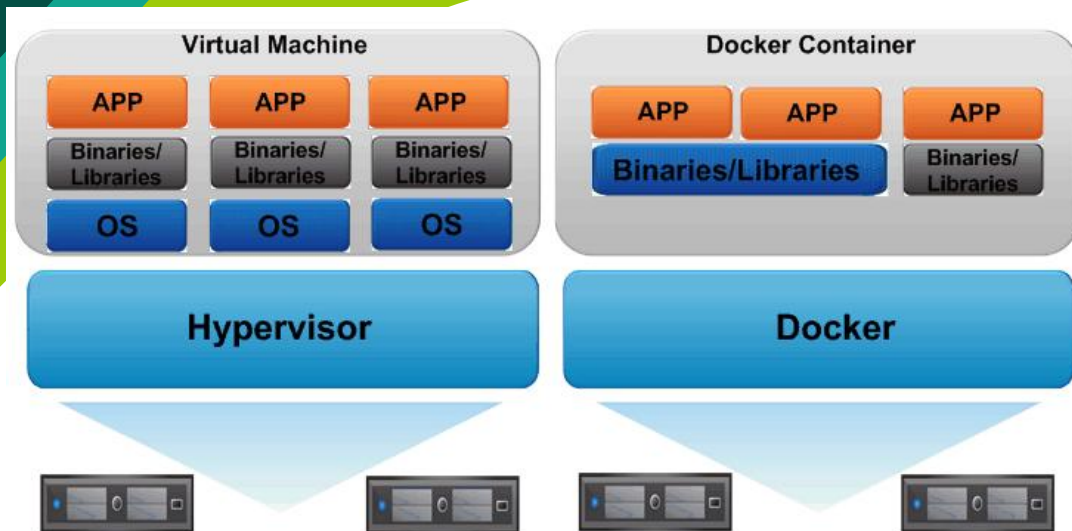 Virtual Machine
APP APP APP
Binaries/ Binaries/ Binaries/
Libraries Libraries Libraries
OS OS OS
Hypervisor
Docker Container
APP APP APP
Binaries/Libraries
Binaries/
Libraries
Docker